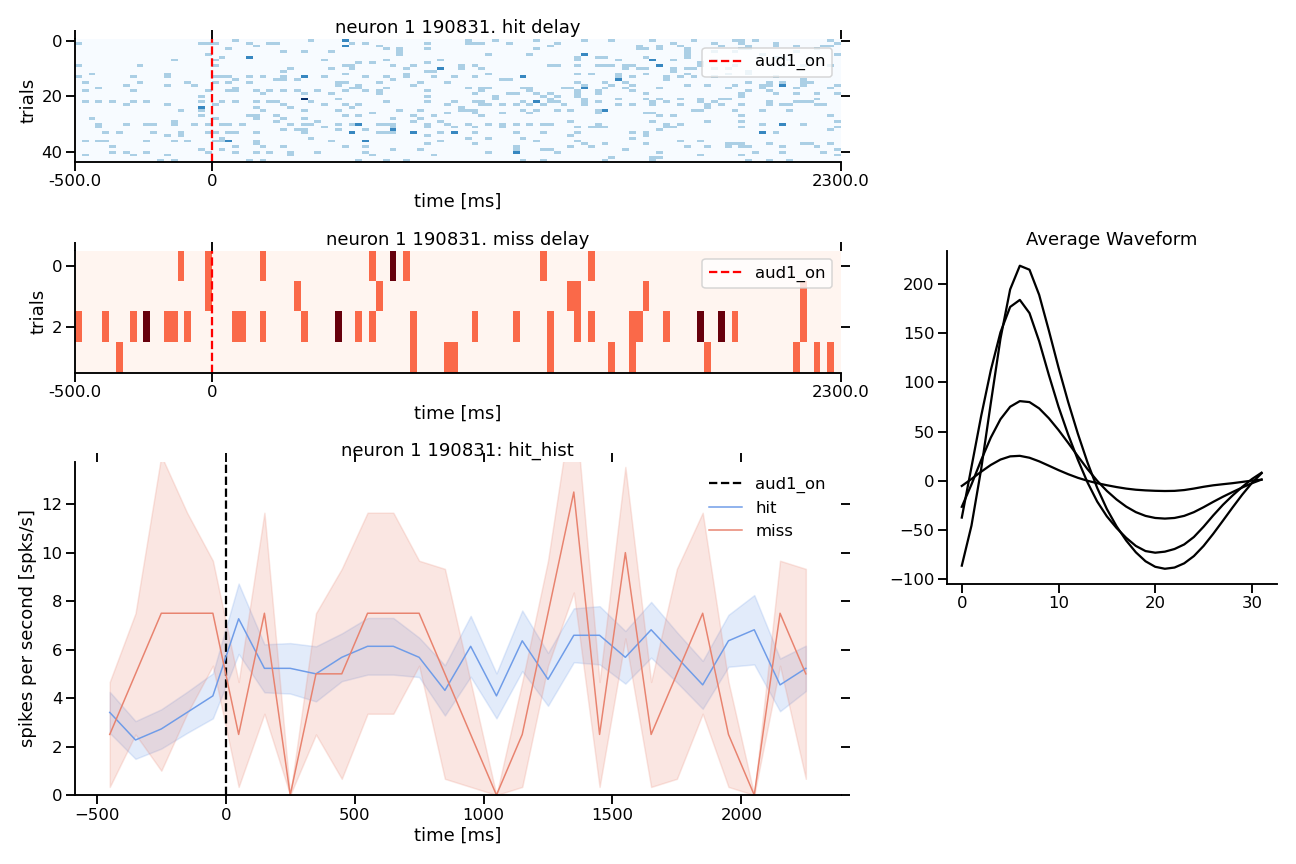 neuron 1 190831. hit delay
aud1_on
trials
0
20
40
-500.0
0
2300.0
time [ms]
neuron 1 190831. miss delay
aud1_on
trials
0
2
-500.0
0
2300.0
time [ms]
neuron 1 190831: hit_hist
aud1_on
hit
miss
spikes per second [spks/s]
12
10
8
6
4
2
0
−500
0
500
1000
1500
2000
time [ms]
Average Waveform
200
150
100
50
0
−50
−100
0
10
20
30